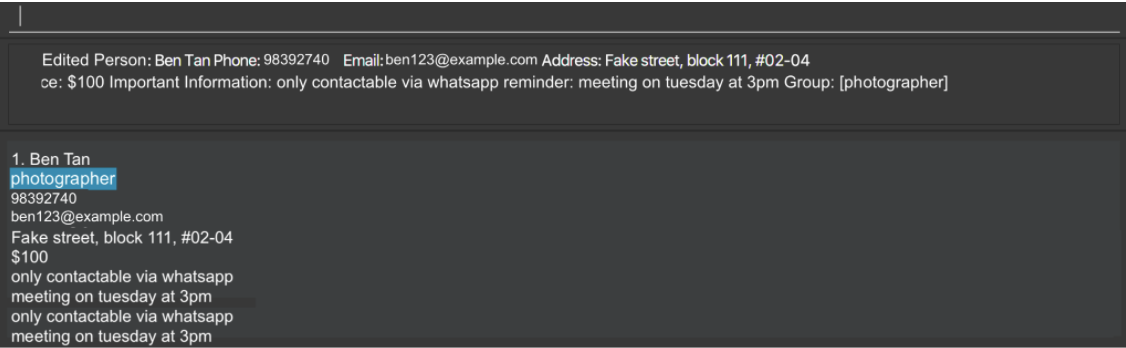 Edited Person: Ben Tan Phone: 98392740 Email: ben123@example.com Address: Fake street, block 111, #02-04
ce: $100 Important Information: only contactable via whatsapp reminder: meeting on tuesday at 3pm Group: [photographer]
1. Ben Tan
photographer
98392740
ben123@example.com
Fake street, block 111, #02-04
$100
only contactable via whatsapp
meeting on tuesday at 3pm
only contactable via whatsapp
meeting on tuesday at 3pm